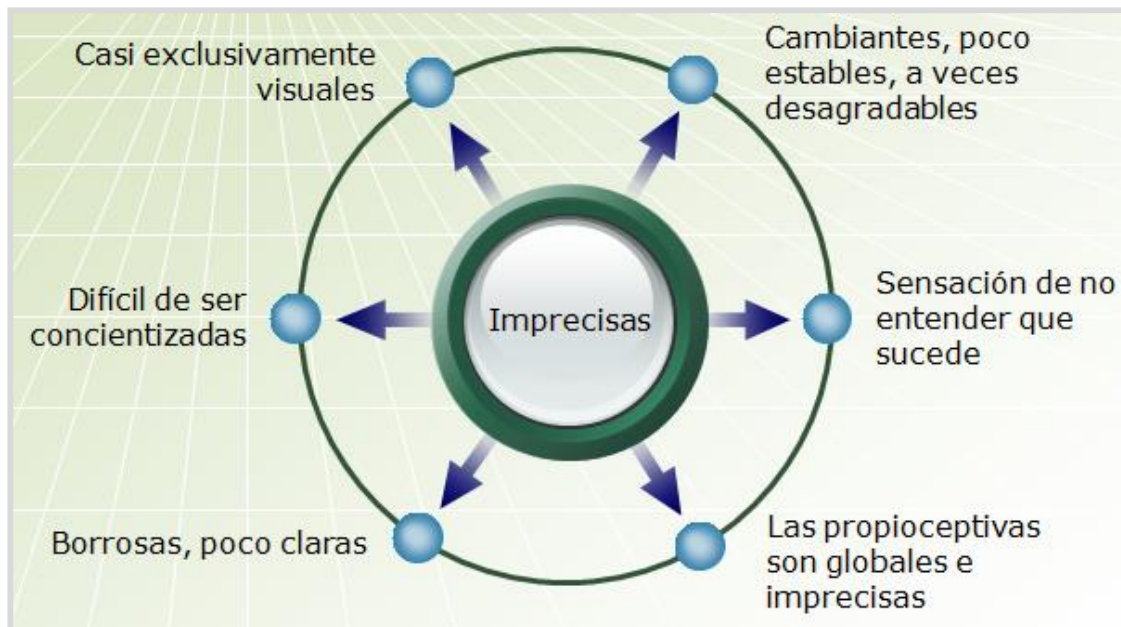 Casi exclusivamente
visuales
Cambiantes, poco
estables, a veces
desagradables
Difícil de ser
concientizadas
Imprecisas
Sensación de no
entender que
sucede
Borrosas, poco claras
Las propioceptivas
son globales e
imprecisas